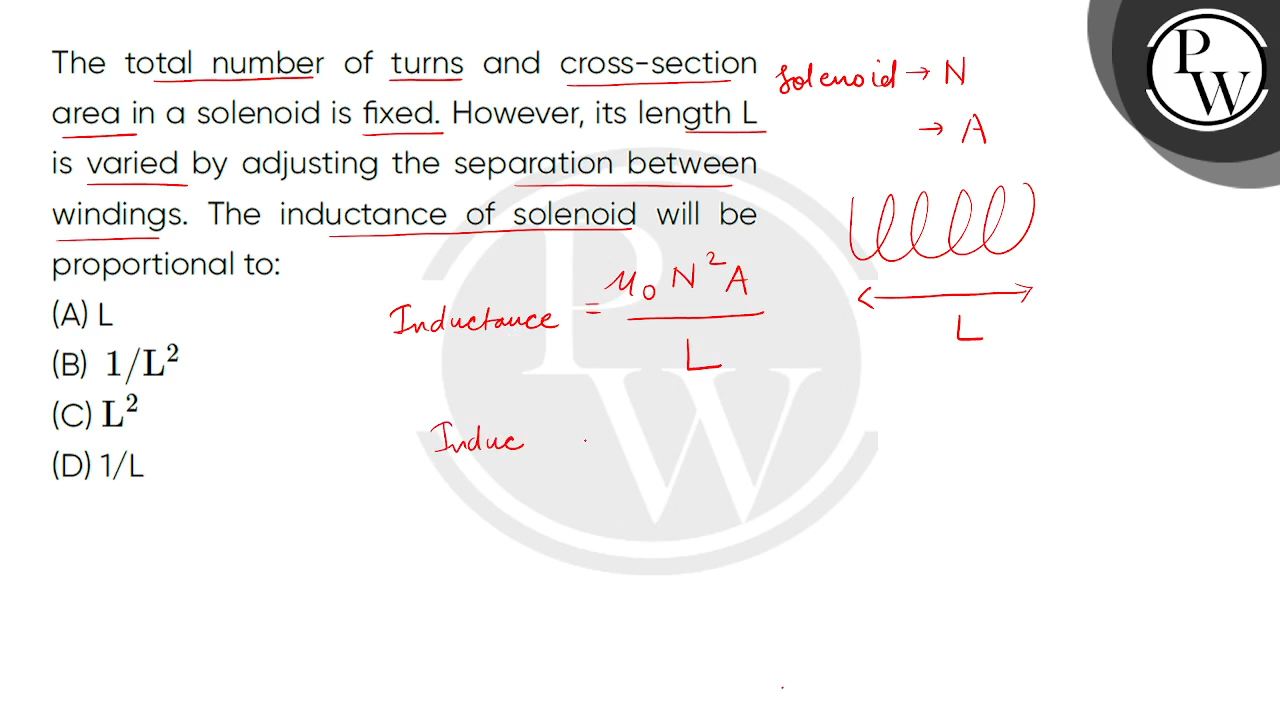 The total number of turns and cross-section
area in a solenoid is fixed. However, its length L
is varied by adjusting the separation between
windings. The inductance of solenoid will be
proportional to:
(A) L
(B) 1/L²
(C) L²
(D) 1/L
Solenoid → N
→ A
L
Inductance = μ₀ N² A / L
Induc
P
W
P
W